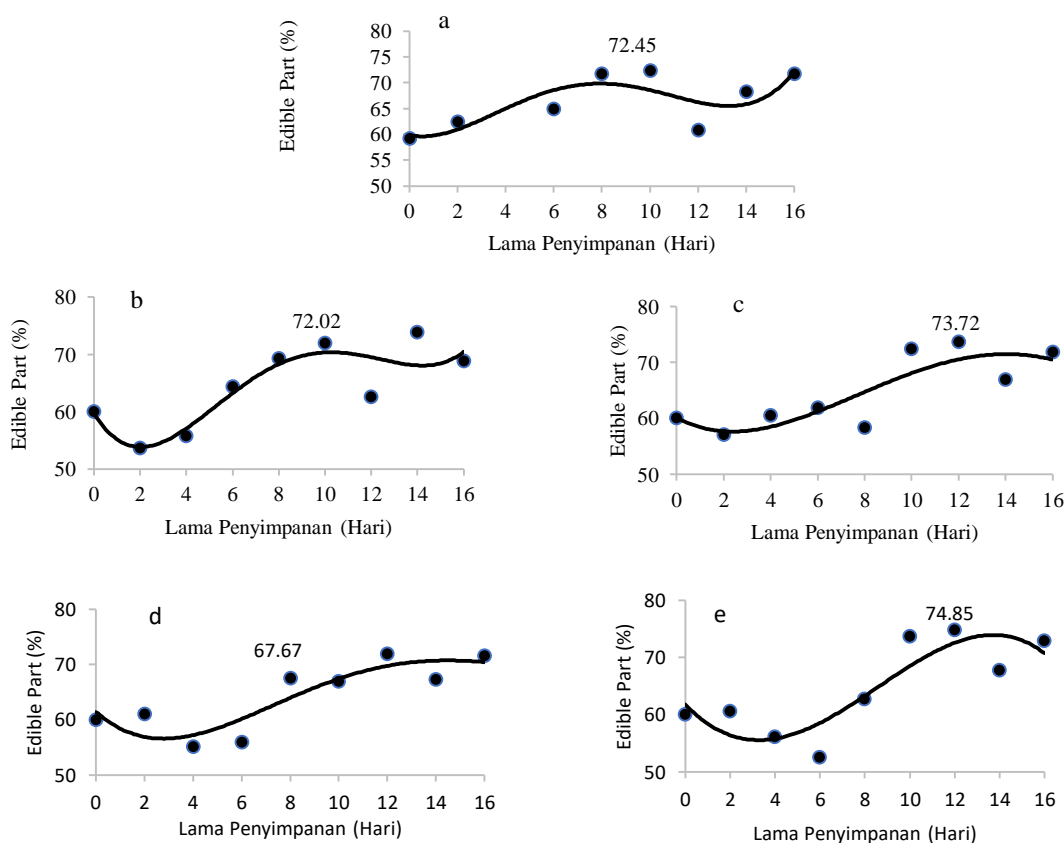 a
72.45
Edible Part (%)
80
75
70
65
60
55
50
0 2 4 6 8 10 12 14 16
Lama Penyimpanan (Hari)
b
72.02
Edible Part (%)
80
70
60
50
0 2 4 6 8 10 12 14 16
Lama Penyimpanan (Hari)
c
73.72
Edible Part (%)
80
70
60
50
0 2 4 6 8 10 12 14 16
Lama Penyimpanan (Hari)
d
67.67
Edible Part (%)
80
70
60
50
0 2 4 6 8 10 12 14 16
Lama Penyimpanan (Hari)
e
74.85
Edible Part (%)
80
70
60
50
0 2 4 6 8 10 12 14 16
Lama Penyimpanan (Hari)